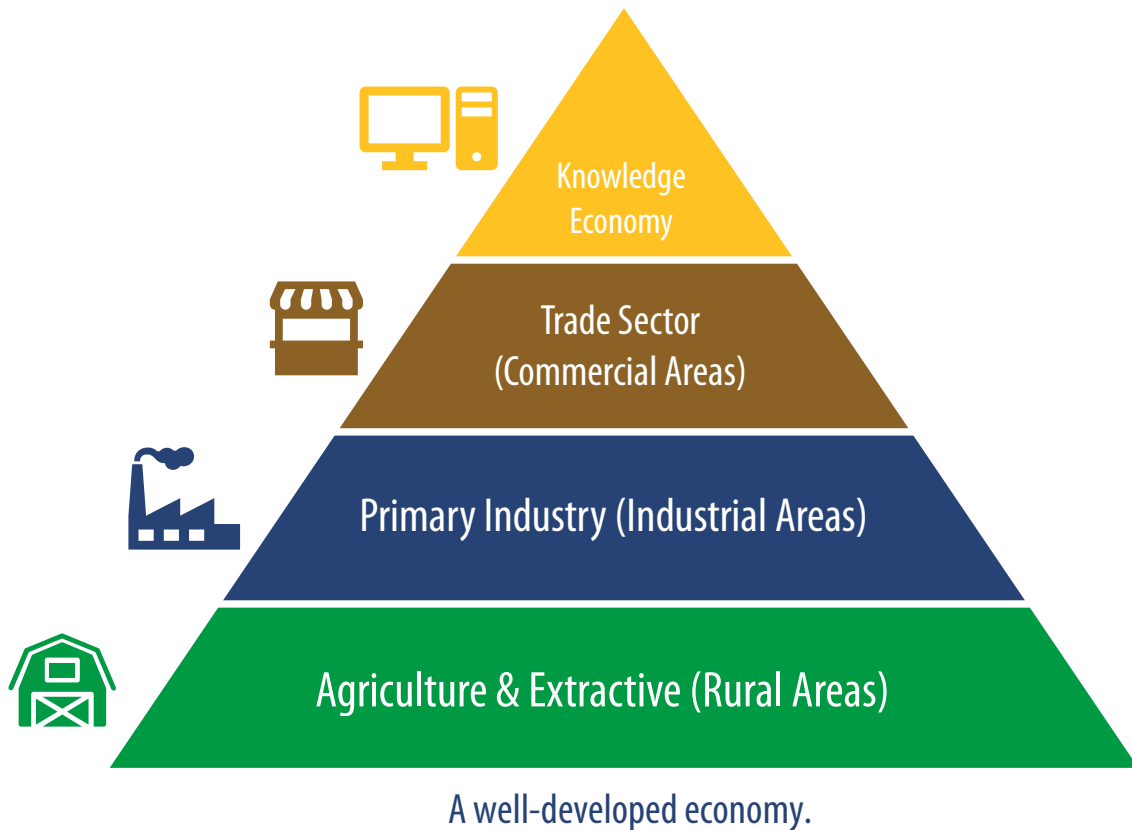 Knowledge
Economy
Trade Sector
(Commercial Areas)
Primary Industry (Industrial Areas)
Agriculture & Extractive (Rural Areas)
A well-developed economy.